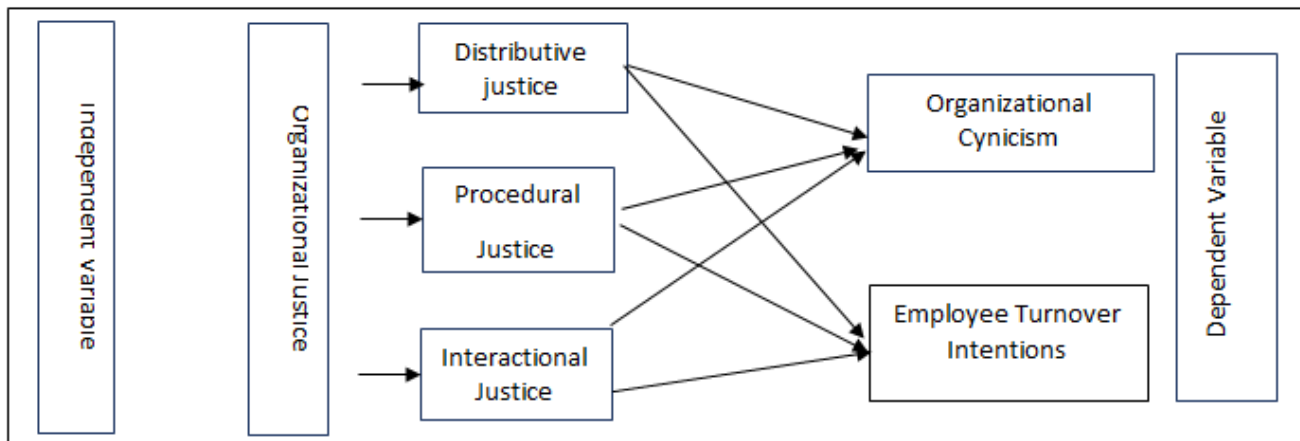 Independent Variable
Organizational Justice
Distributive
justice
Procedural
Justice
Interactional
Justice
Organizational
Cynicism
Employee Turnover
Intentions
Dependent Variable